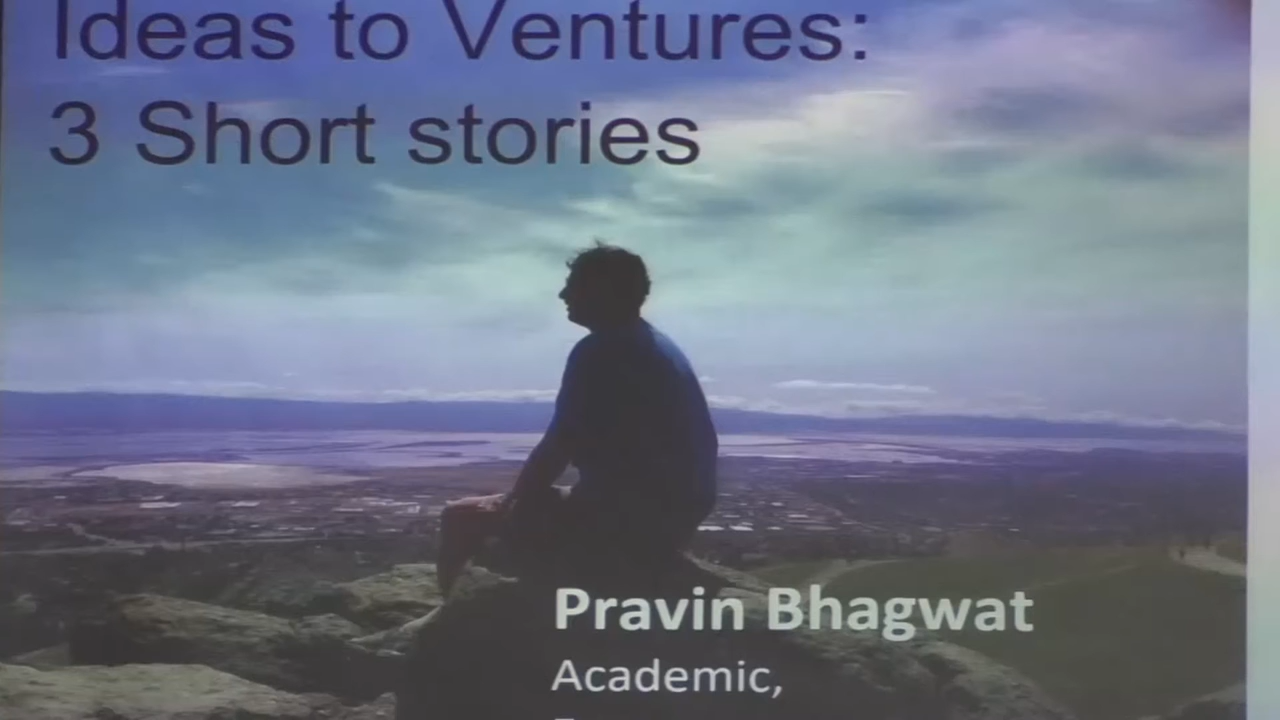 Ideas to Ventures:
3 Short stories
Pravin Bhagwat
Academic,